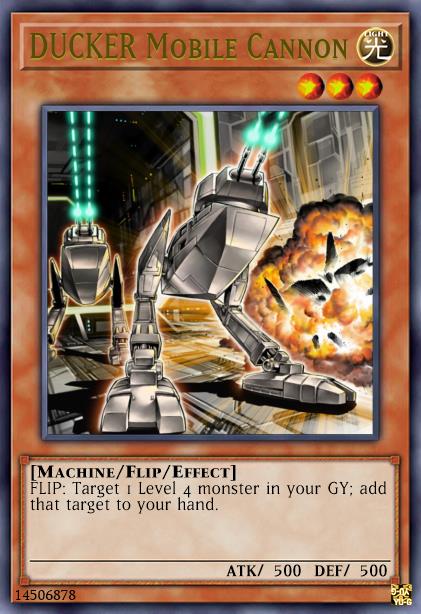 DUCKER MOBILE CANNON
LIGHT
光
[MACHINE/FLIP/EFFECT]
FLIP: Target 1 Level 4 monster in your GY; add
that target to your hand.
ATK/ 500 DEF/ 500
14506878